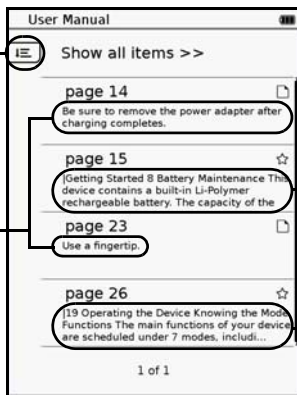 User Manual
Show all items >>
page 14
Be sure to remove the power adapter after
charging completes.
page 15
|Getting Started 8 Battery Maintenance This
device contains a built-in Li-Polymer
rechargeable battery. The capacity of the
page 23
Use a fingertip.
page 26
|19 Operating the Device Knowing the Mode
Functions The main functions of your device
are scheduled under 7 modes, includi...
1 of 1